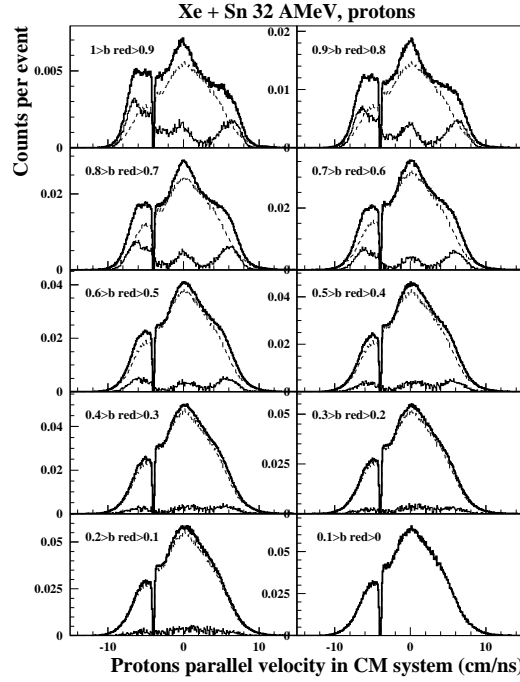 Xe + Sn 32 AMeV, protons
Counts per event
1>b red>0.9
0.9>b red>0.8
0.005
0
0.02
0.01
0
0.8>b red>0.7
0.7>b red>0.6
0.02
0
0.02
0
0.6>b red>0.5
0.5>b red>0.4
0.04
0.02
0
0.04
0.02
0
0.4>b red>0.3
0.3>b red>0.2
0.04
0.02
0
0.05
0.025
0
0.2>b red>0.1
0.1>b red>0
0.05
0.025
0
0.05
0.025
0
-10 0 10 -10 0 10
Protons parallel velocity in CM system (cm/ns)